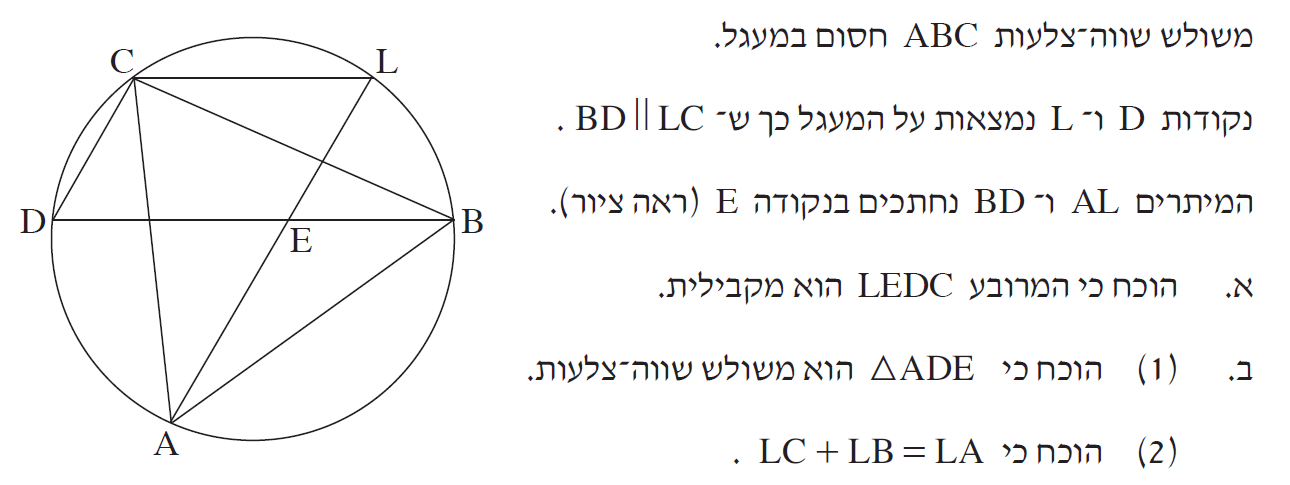 משולש שווה־צלעות ABC חסום במעגל.
נקודות D ו־ L נמצאות על המעגל כך ש־ BD || LC .
המיתרים AL ו־ BD נחתכים בנקודה E (ראה ציור).
א. הוכח כי המרובע LEDC הוא מקבילית.
ב. (1) הוכח כי △ADE הוא משולש שווה־צלעות.
(2) הוכח כי LC + LB = LA .
C
L
D
B
E
A